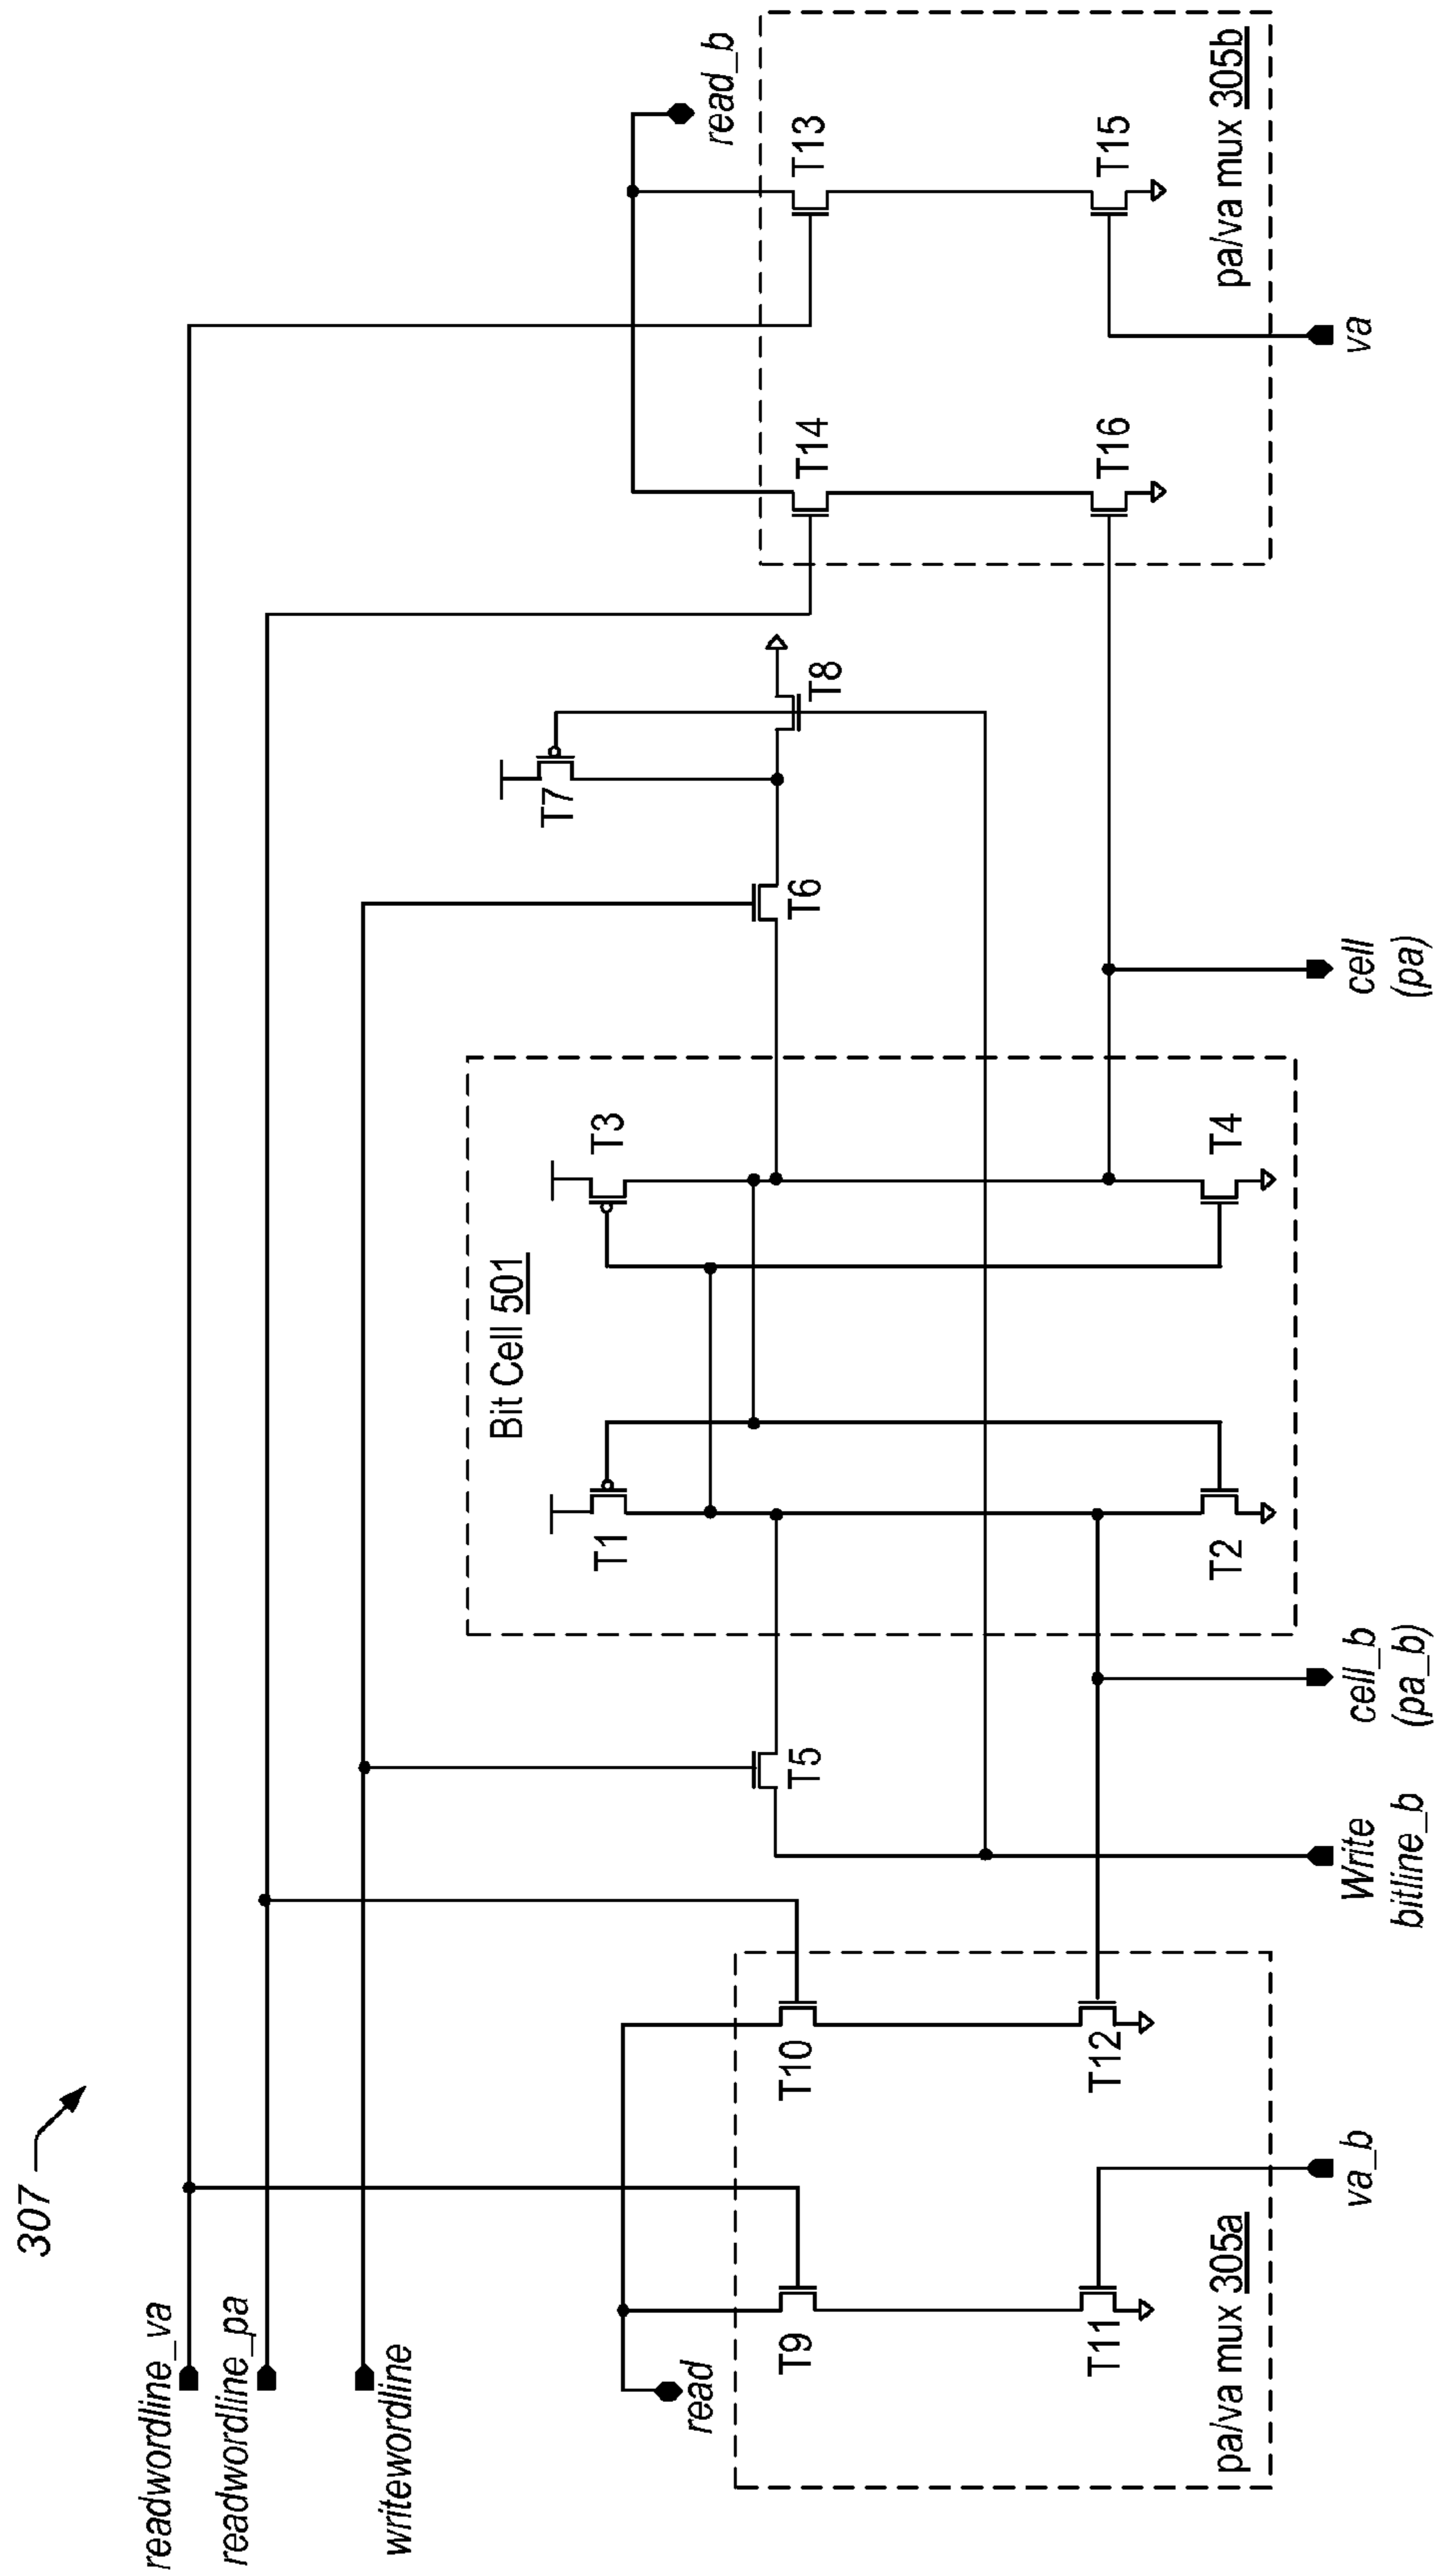 307
readwordline_va
readwordline_pa
writewordline
read
T9
T10
T11
T12
pa/va mux 305a
va_b
Write
bitline_b
T5
cell_b
(pa_b)
Bit Cell 501
T1
T2
T3
T4
cell
(pa)
T6
T7
T8
read_b
T14
T13
T16
T15
pa/va mux 305b
va